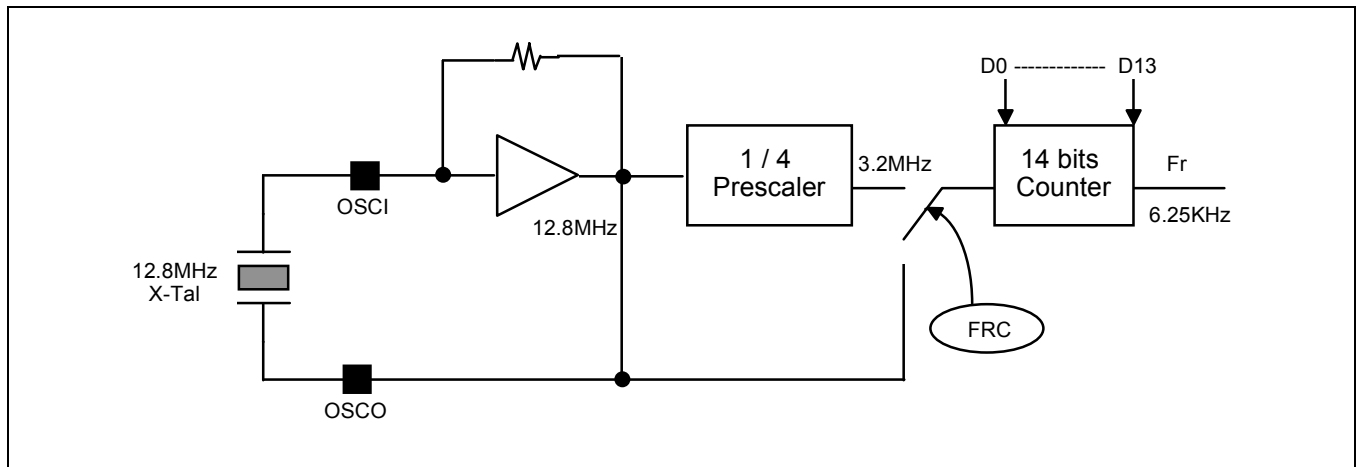 D0 ------------- D13
OSCI
12.8MHz
1 / 4
Prescaler
3.2MHz
14 bits
Counter
Fr
6.25KHz
12.8MHz
X-Tal
FRC
OSCO